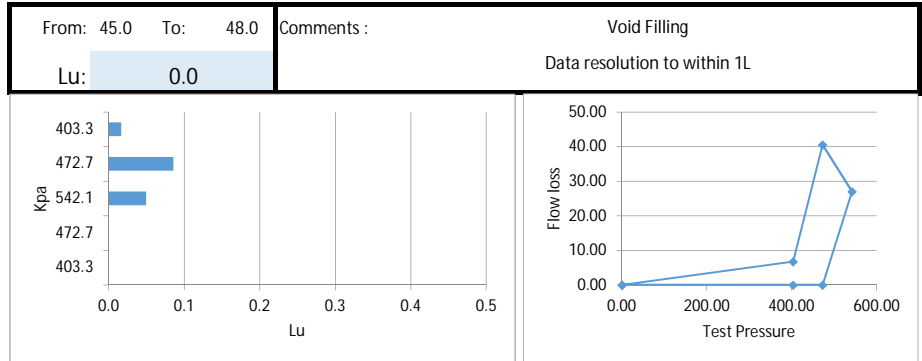 From: 45.0 To: 48.0 Comments : Void Filling
Data resolution to within 1L
Lu: 0.0
403.3
472.7
542.1
472.7
403.3
Kpa
0.0 0.1 0.2 0.3 0.4 0.5
Lu
50.00
40.00
30.00
20.00
10.00
0.00
Flow loss
0.00 200.00 400.00 600.00
Test Pressure